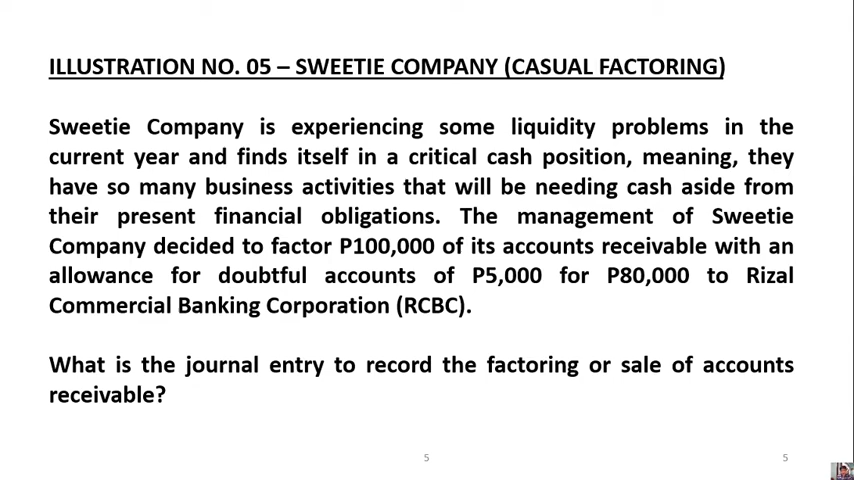 ILLUSTRATION NO. 05 – SWEETIE COMPANY (CASUAL FACTORING)
Sweetie Company is experiencing some liquidity problems in the
current year and finds itself in a critical cash position, meaning, they
have so many business activities that will be needing cash aside from
their present financial obligations. The management of Sweetie
Company decided to factor P100,000 of its accounts receivable with an
allowance for doubtful accounts of P5,000 for P80,000 to Rizal
Commercial Banking Corporation (RCBC).
What is the journal entry to record the factoring or sale of accounts
receivable?
5
5